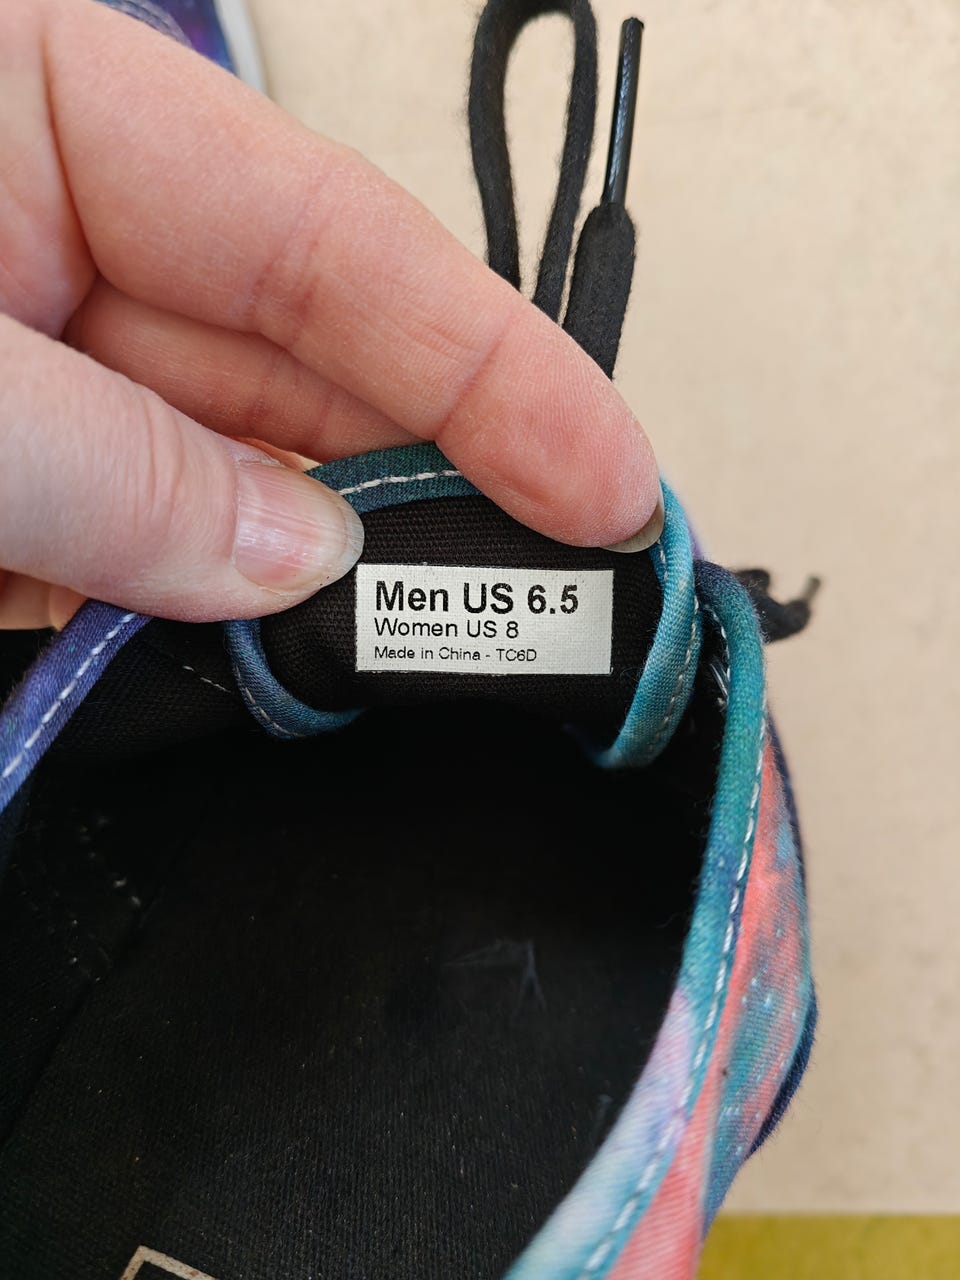 Men US 6.5
Women US 8
Made in China - TC6D